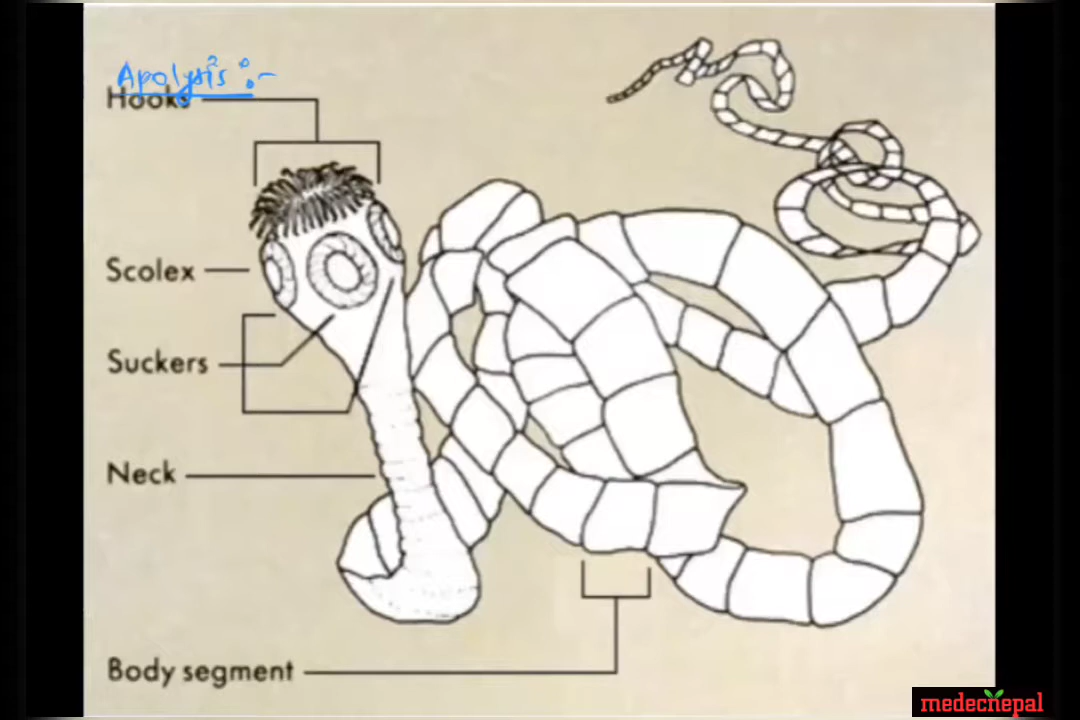 Apolysis :-
Hooks
Scolex
Suckers
Neck
Body segment
medecnepal